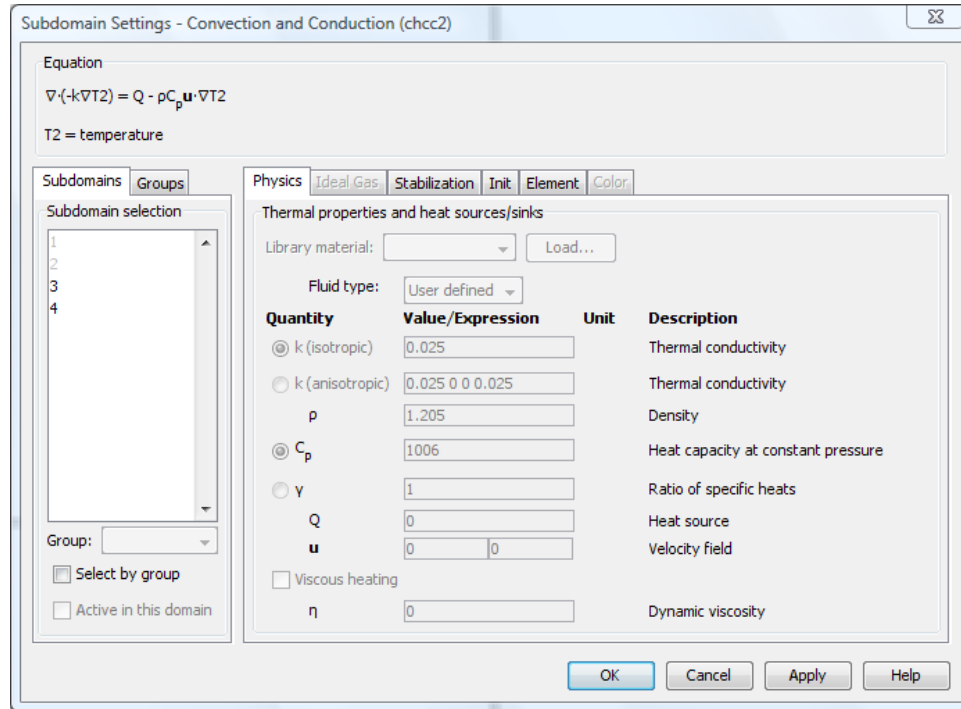 Subdomain Settings - Convection and Conduction (chcc2)
Equation
∇·(-k∇T2) = Q - ρCpu·∇T2
T2 = temperature
Subdomains Groups
Subdomain selection
1
2
3
4
Group:
Select by group
Active in this domain
Physics Ideal Gas Stabilization Init Element Color
Thermal properties and heat sources/sinks
Library material: Load...
Fluid type: User defined
Quantity Value/Expression Unit Description
k (isotropic) 0.025 Thermal conductivity
k (anisotropic) 0.025 0 0 0.025 Thermal conductivity
ρ 1.205 Density
Cp 1006 Heat capacity at constant pressure
γ 1 Ratio of specific heats
Q 0 Heat source
u 0 0 Velocity field
Viscous heating
η 0 Dynamic viscosity
OK Cancel Apply Help